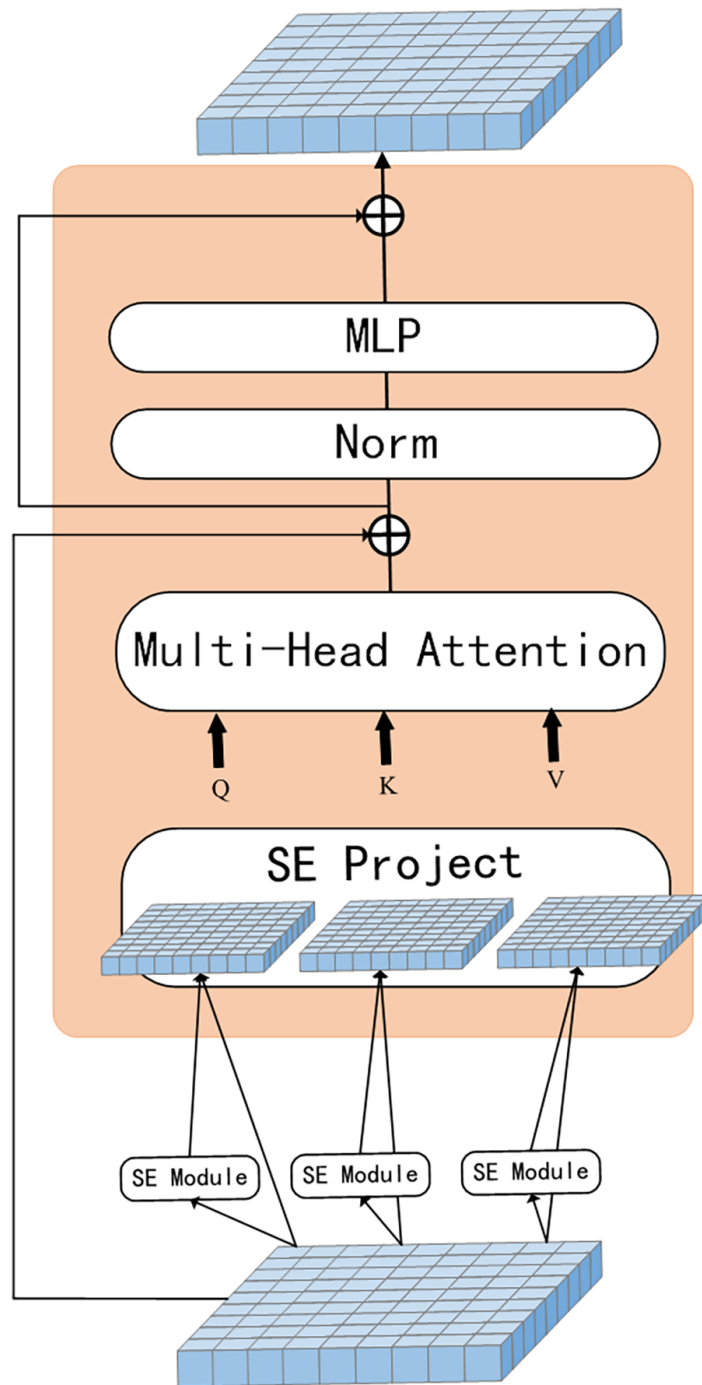 MLP
Norm
Multi-Head Attention
Q K V
SE Project
SE Module SE Module SE Module